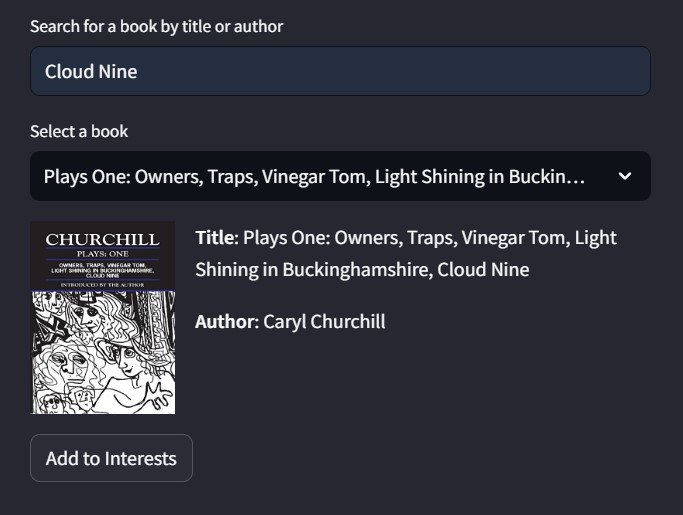 Search for a book by title or author
Cloud Nine
Select a book
Plays One: Owners, Traps, Vinegar Tom, Light Shining in Buckin...
CHURCHILL
PLAYS: ONE
OWNERS, TRAPS, VINEGAR TOM,
LIGHT SHINING IN BUCKINGHAMSHIRE,
CLOUD NINE
INTRODUCED BY THE AUTHOR
Title: Plays One: Owners, Traps, Vinegar Tom, Light
Shining in Buckinghamshire, Cloud Nine
Author: Caryl Churchill
Add to Interests